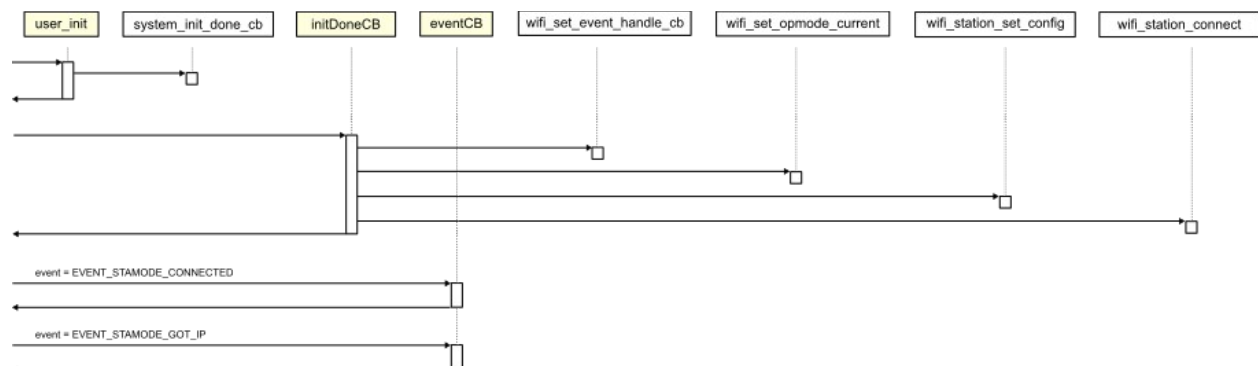 user_init
system_init_done_cb
initDoneCB
eventCB
wifi_set_event_handle_cb
wifi_set_opmode_current
wifi_station_set_config
wifi_station_connect
event = EVENT_STAMODE_CONNECTED
event = EVENT_STAMODE_GOT_IP